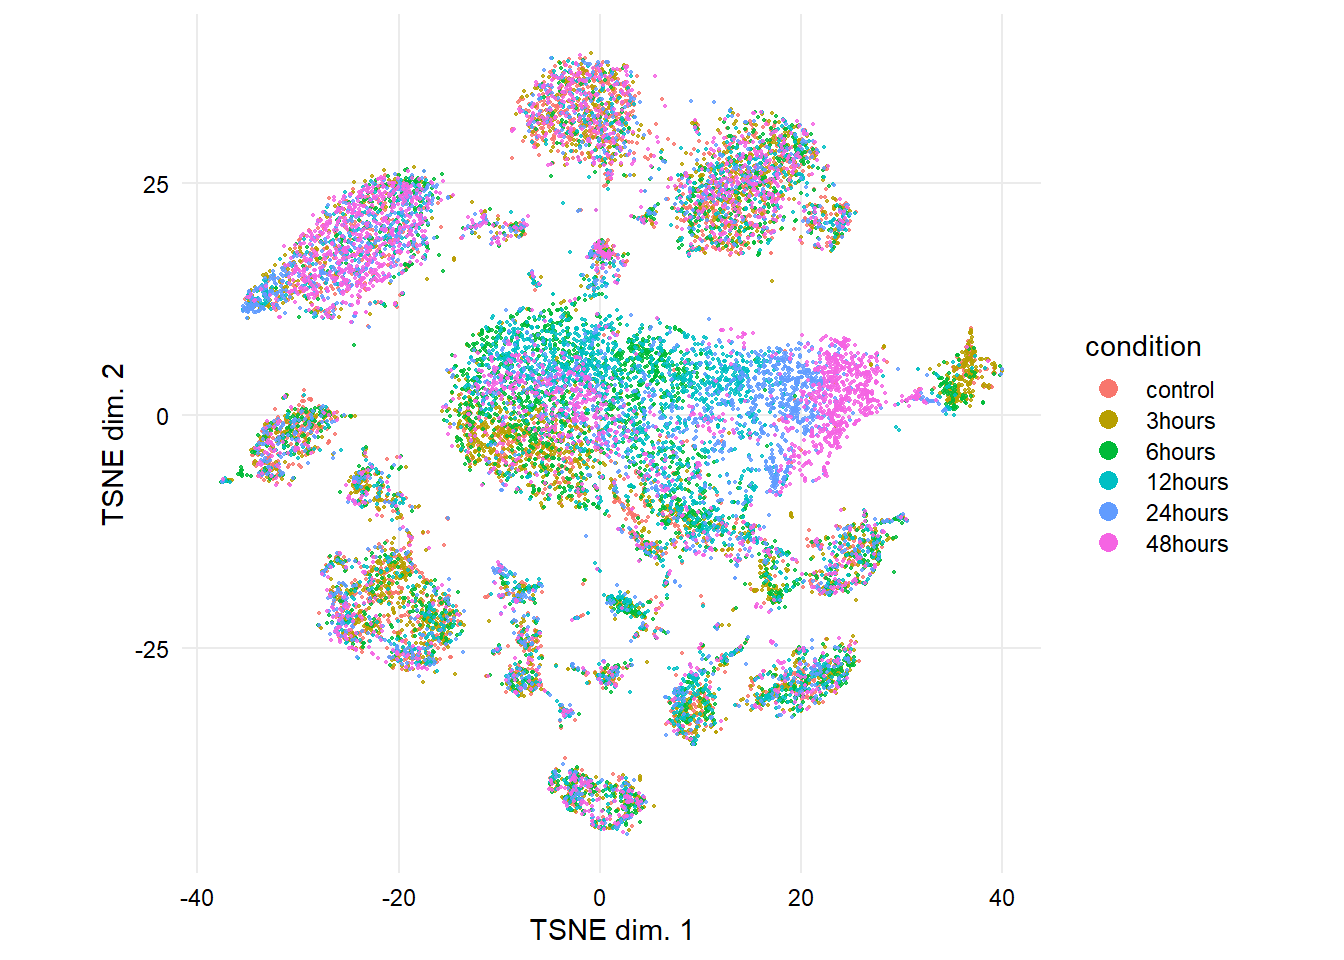 TSNE dim. 2
25
0
-25
-40
-20
0
20
40
TSNE dim. 1
condition
control
3hours
6hours
12hours
24hours
48hours